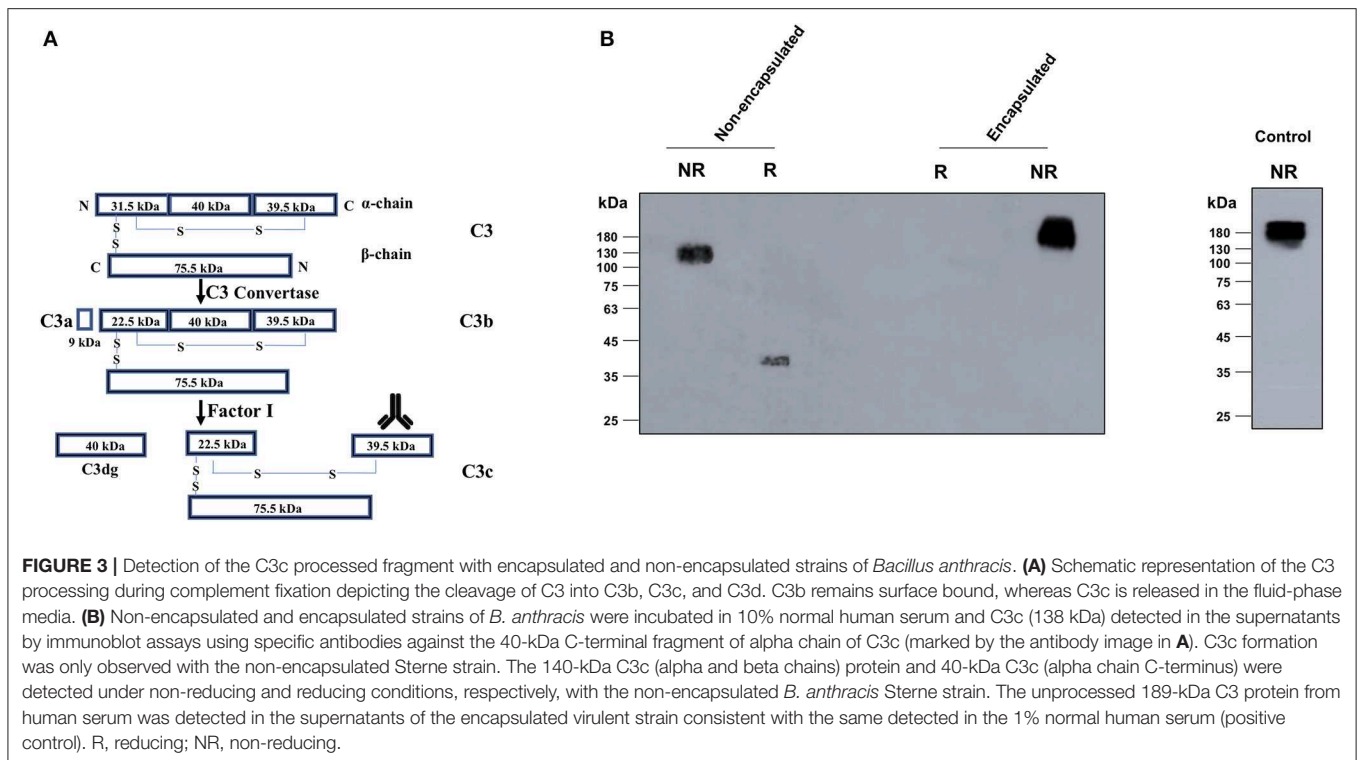 A
N
31.5 kDa
40 kDa
39.5 kDa
C
α-chain
S
S
S
S
C3
β-chain
C
75.5 kDa
N
C3 Convertase
C3a
22.5 kDa
40 kDa
39.5 kDa
C3b
9 kDa
S
S
S
S
75.5 kDa
Factor I
40 kDa
C3dg
22.5 kDa
39.5 kDa
S
S
S
S
C3c
75.5 kDa
B
Non-encapsulated
Encapsulated
NR
R
R
NR
kDa
180
130
100
75
63
45
35
25
Control
NR
kDa
180
130
100
75
63
45
35
25
FIGURE 3 | Detection of the C3c processed fragment with encapsulated and non-encapsulated strains of Bacillus anthracis. (A) Schematic representation of the C3
processing during complement fixation depicting the cleavage of C3 into C3b, C3c, and C3d. C3b remains surface bound, whereas C3c is released in the fluid-phase
media. (B) Non-encapsulated and encapsulated strains of B. anthracis were incubated in 10% normal human serum and C3c (138 kDa) detected in the supernatants
by immunoblot assays using specific antibodies against the 40-kDa C-terminal fragment of alpha chain of C3c (marked by the antibody image in A). C3c formation
was only observed with the non-encapsulated Sterne strain. The 140-kDa C3c (alpha and beta chains) protein and 40-kDa C3c (alpha chain C-terminus) were
detected under non-reducing and reducing conditions, respectively, with the non-encapsulated B. anthracis Sterne strain. The unprocessed 189-kDa C3 protein from
human serum was detected in the supernatants of the encapsulated virulent strain consistent with the same detected in the 1% normal human serum (positive
control). R, reducing; NR, non-reducing.